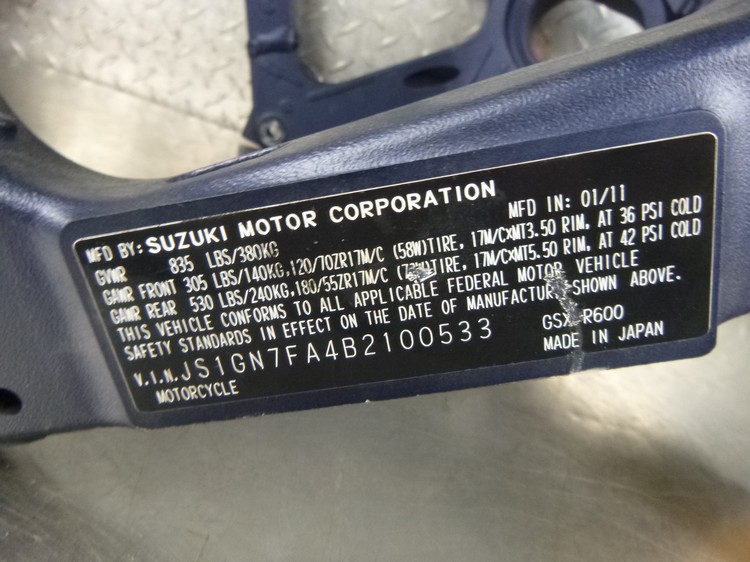 MFD BY: SUZUKI MOTOR CORPORATION MFD IN: 01/11
GVWR 835 LBS/380KG
GAWR FRONT 305 LBS/140KG,120/70ZR17M/C (58W)TIRE, 17M/CxMT3.50 RIM, AT 36 PSI COLD
GAWR REAR 530 LBS/240KG,180/55ZR17M/C TIRE, 17M/CxMT5.50 RIM, AT 42 PSI COLD
THIS VEHICLE CONFORMS TO ALL APPLICABLE FEDERAL MOTOR VEHICLE
SAFETY STANDARDS IN EFFECT ON THE DATE OF MANUFACTURE SHOWN ABOVE.
V.I.N. JS1GN7FA4B2100533 GSX-R600
MOTORCYCLE MADE IN JAPAN